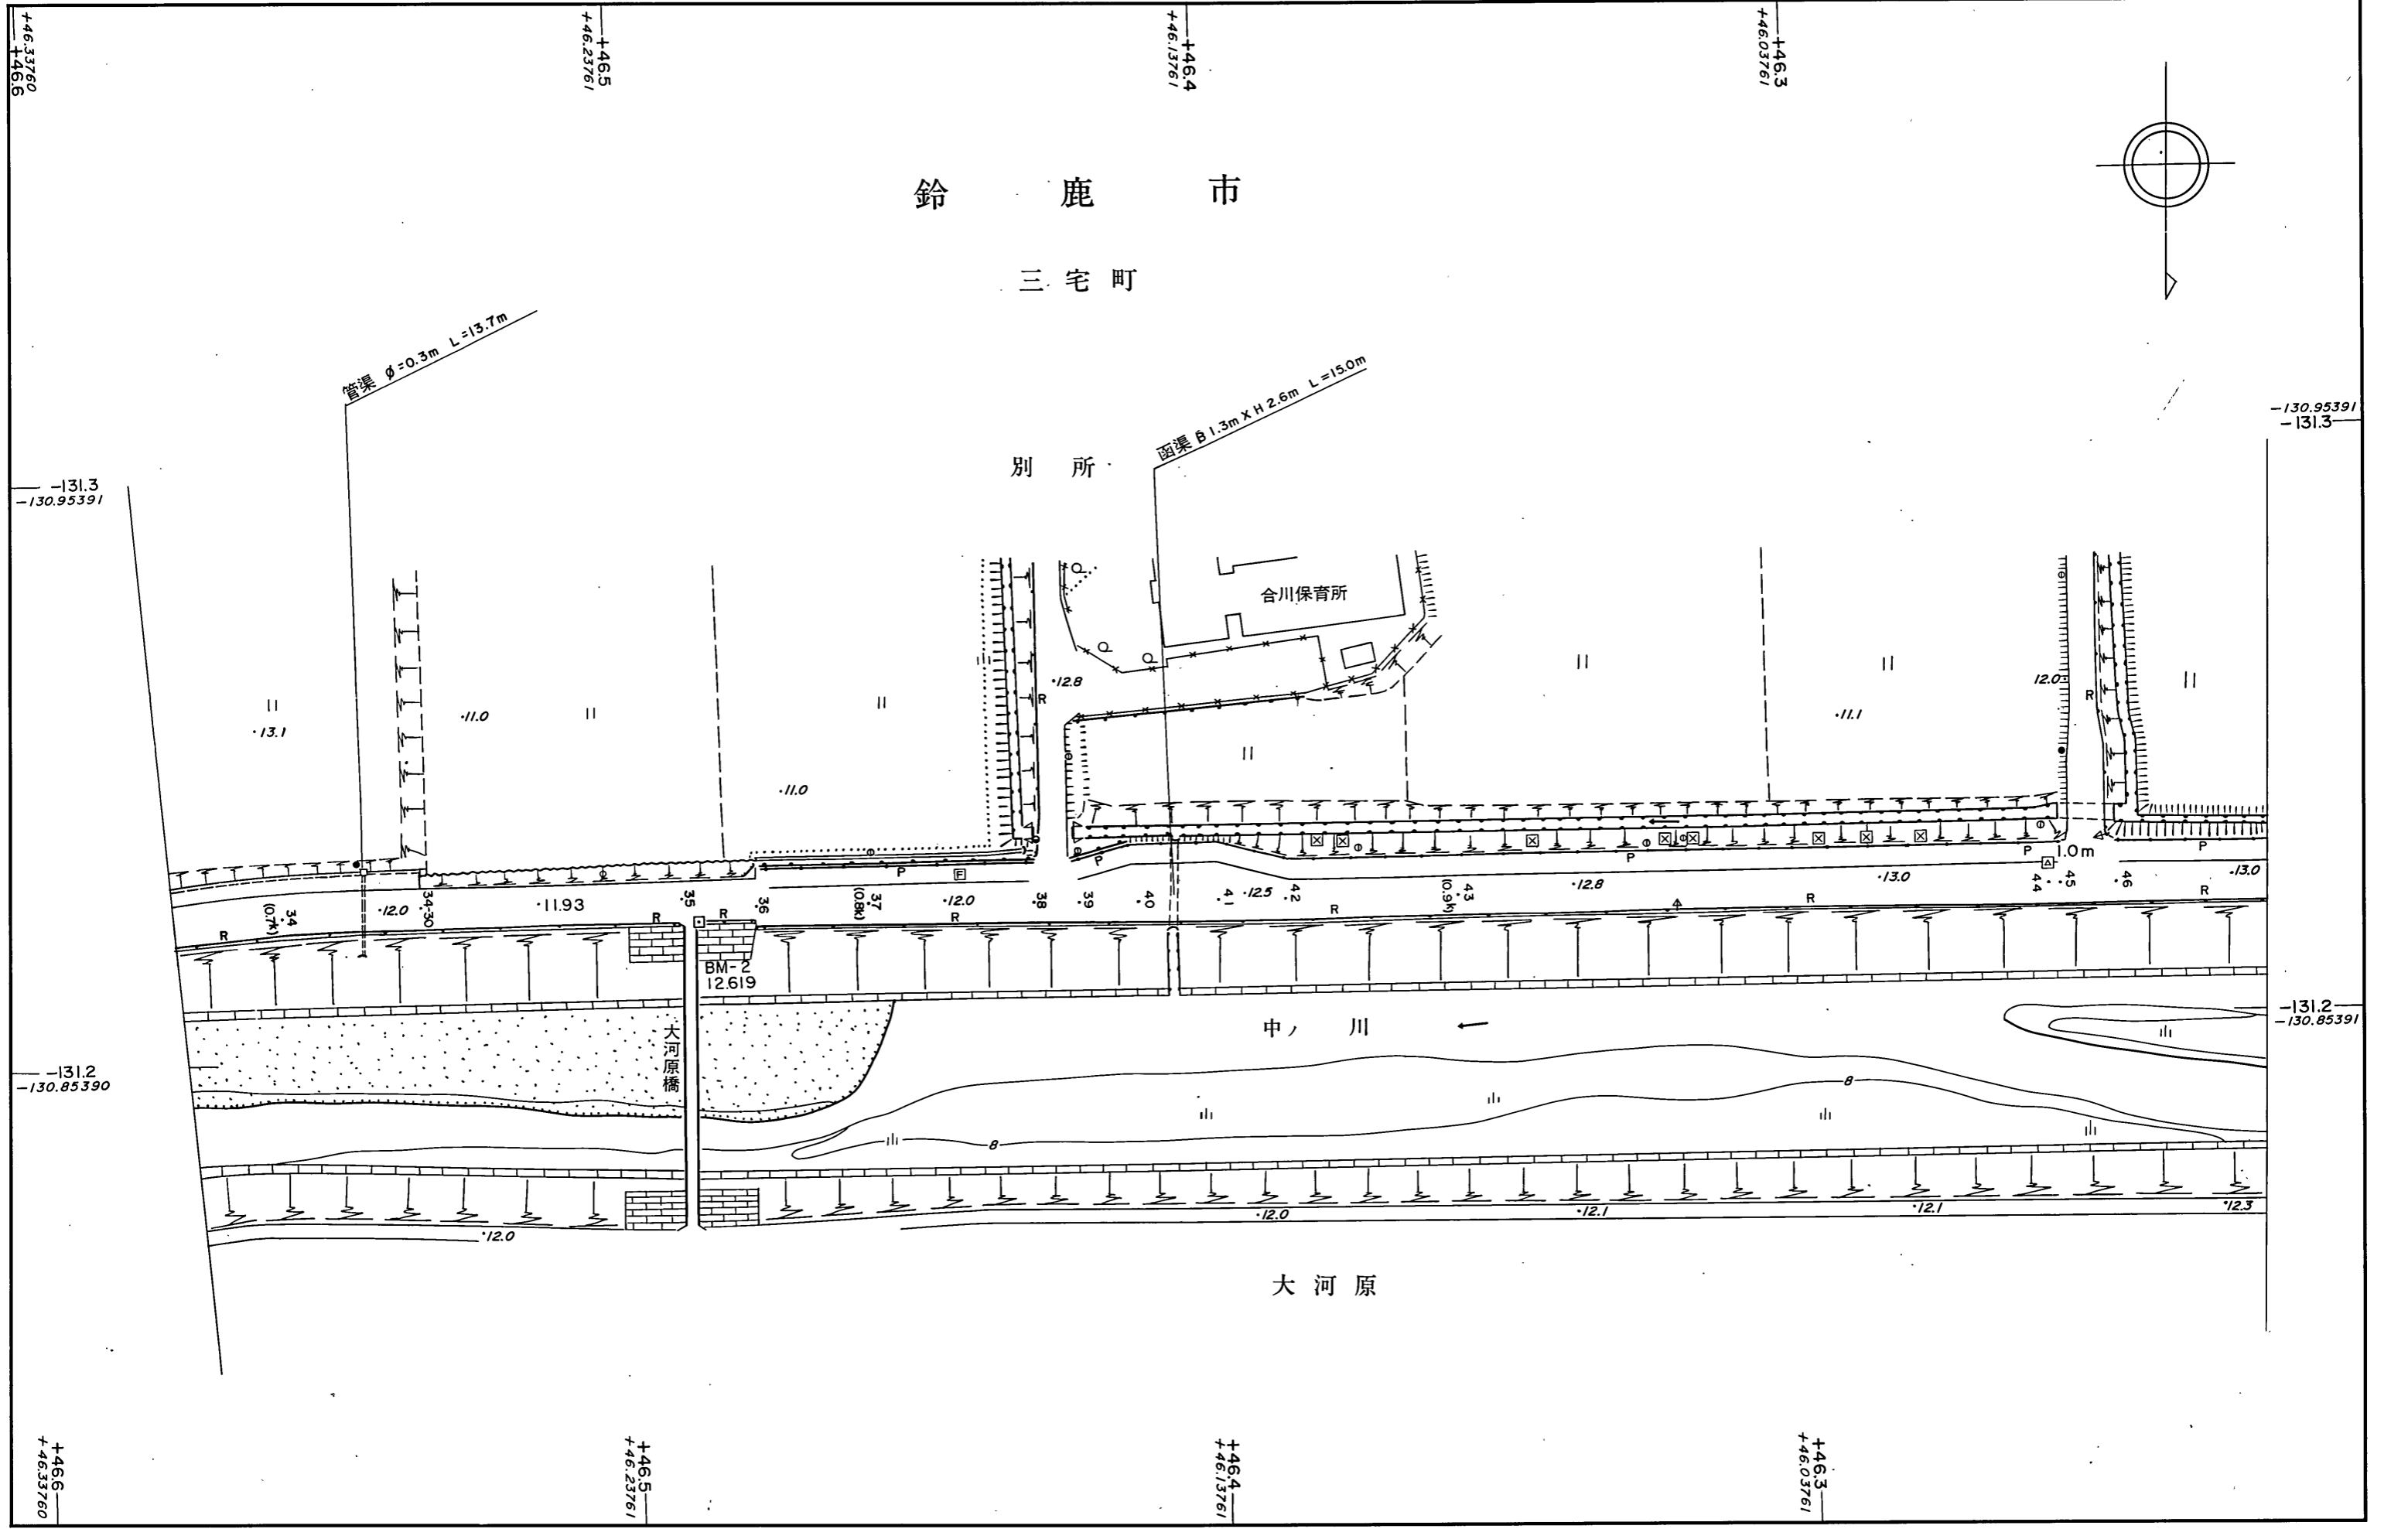 +46.6
+46.33760
+46.5
+46.23761
+46.4
+46.13761
+46.3
+46.03761
鈴鹿市
三宅町
管渠 φ=0.3m L=13.7m
函渠 B1.3m×H2.6m L=15.0m
-130.95391
-131.3
別所
-131.3
-130.95391
合川保育所
12.8
R
12.0
R
13.1
11.0
11.1
11.0
1.0m
P
P
P
P
P
F
13.0
13.0
12.8
34
(0.7k)
12.0
34-30
11.93
35
36
37
(0.8k)
12.0
38
39
40
41
12.5
42
43
(0.9k)
44
45
46
R
R
R
R
R
R
R
BM-2
12.619
大河原橋
中ノ川
-131.2
-130.85391
-131.2
-130.85390
8
8
12.0
12.0
12.1
12.1
12.3
大河原
+46.6
+46.33760
+46.5
+46.23761
+46.4
+46.13761
+46.3
+46.03761